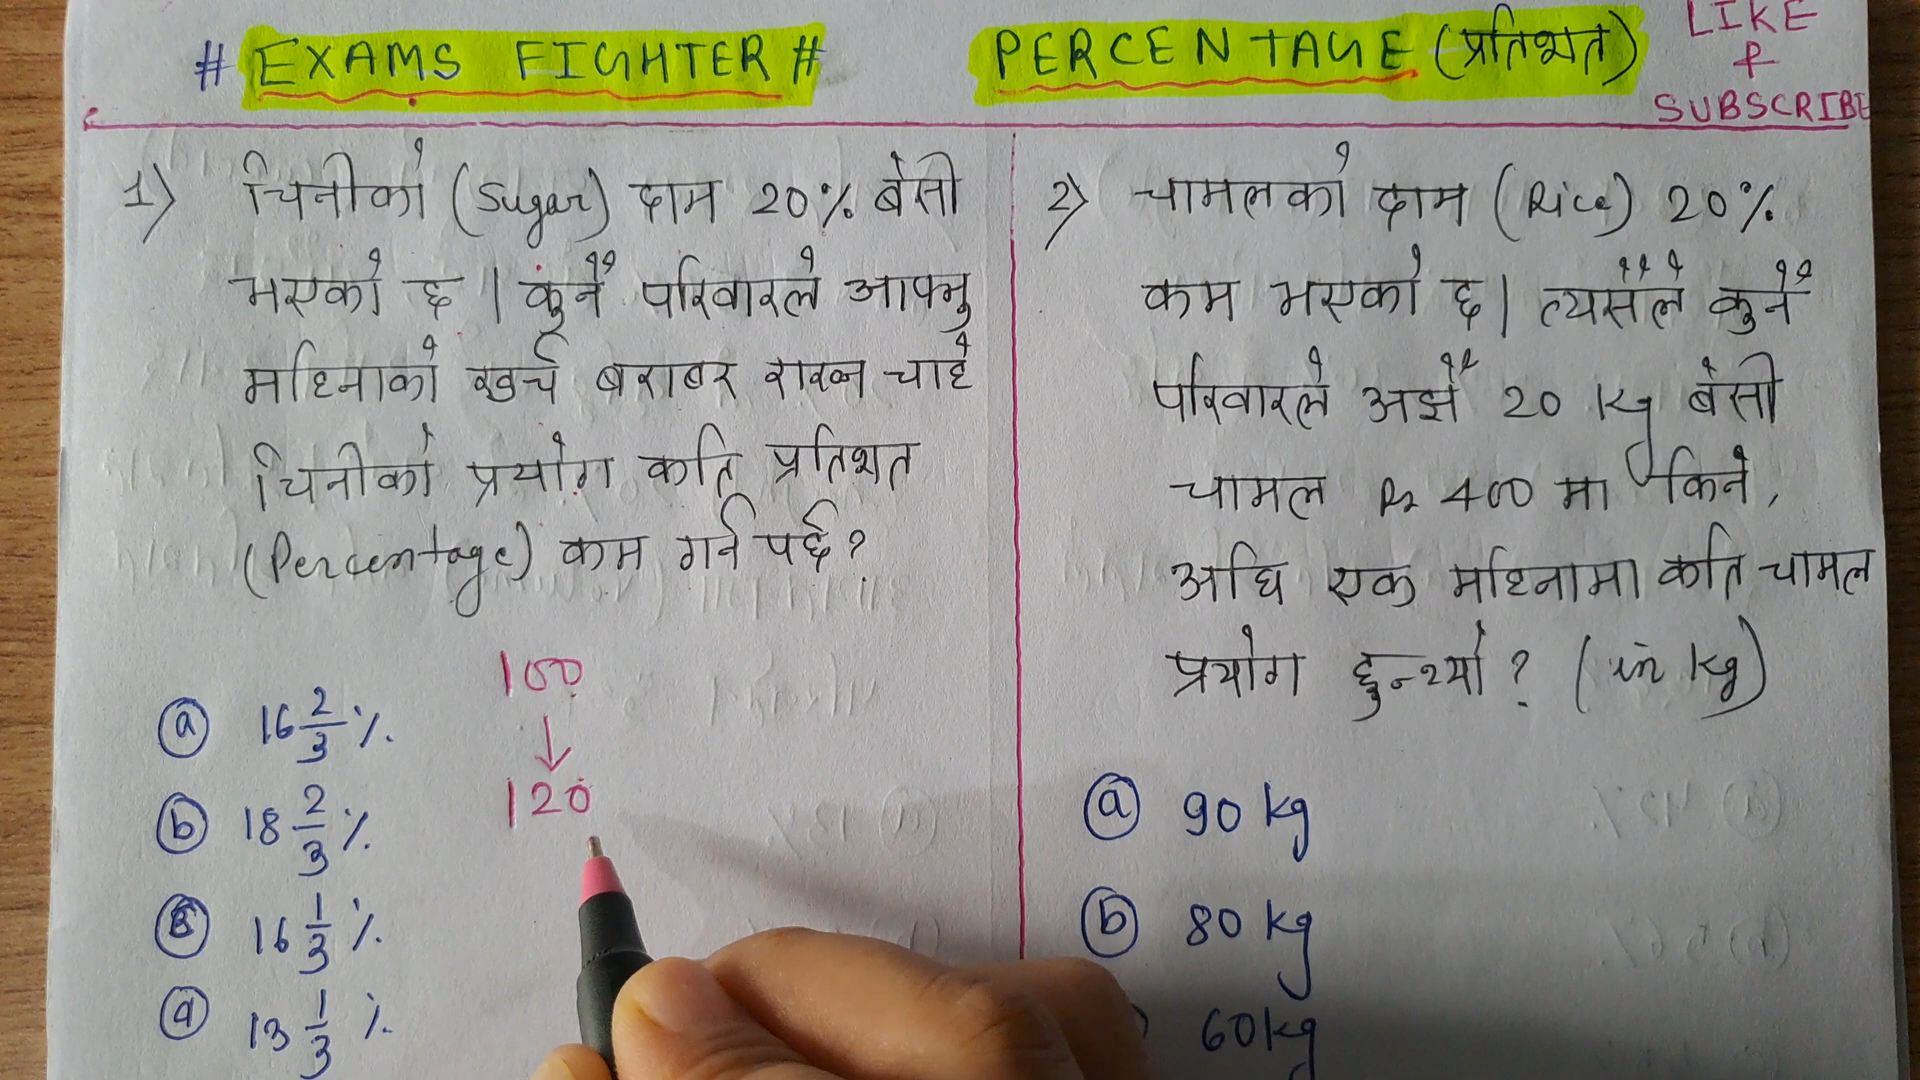 # EXAMS FIGHTER #
PERCENTAGE (प्रतिशत)
LIKE
&
SUBSCRIBE
1) चिनीको (Sugar) दाम 20% बेसी
भएको छ । कुनै परिवारले आफ्नु
महिनाको खर्च बराबर राख्न चाहे
चिनीको प्रयोग कति प्रतिशत
(Percentage) कम गर्न पर्छ ?
100
↓
120
(a) 16 2/3 %.
(b) 18 2/3 %.
16 1/3 %.
(d) 13 1/3 %.
2) चामलको दाम (Rice) 20%
कम भएको छ । त्यसैले कुनै
परिवारले अझै 20 Kg बेसी
चामल Rs 400 मा किने,
अघि एक महिनामा कति चामल
प्रयोग हुन्थ्यो ? (in kg)
(a) 90 kg
(b) 80 kg
60 kg